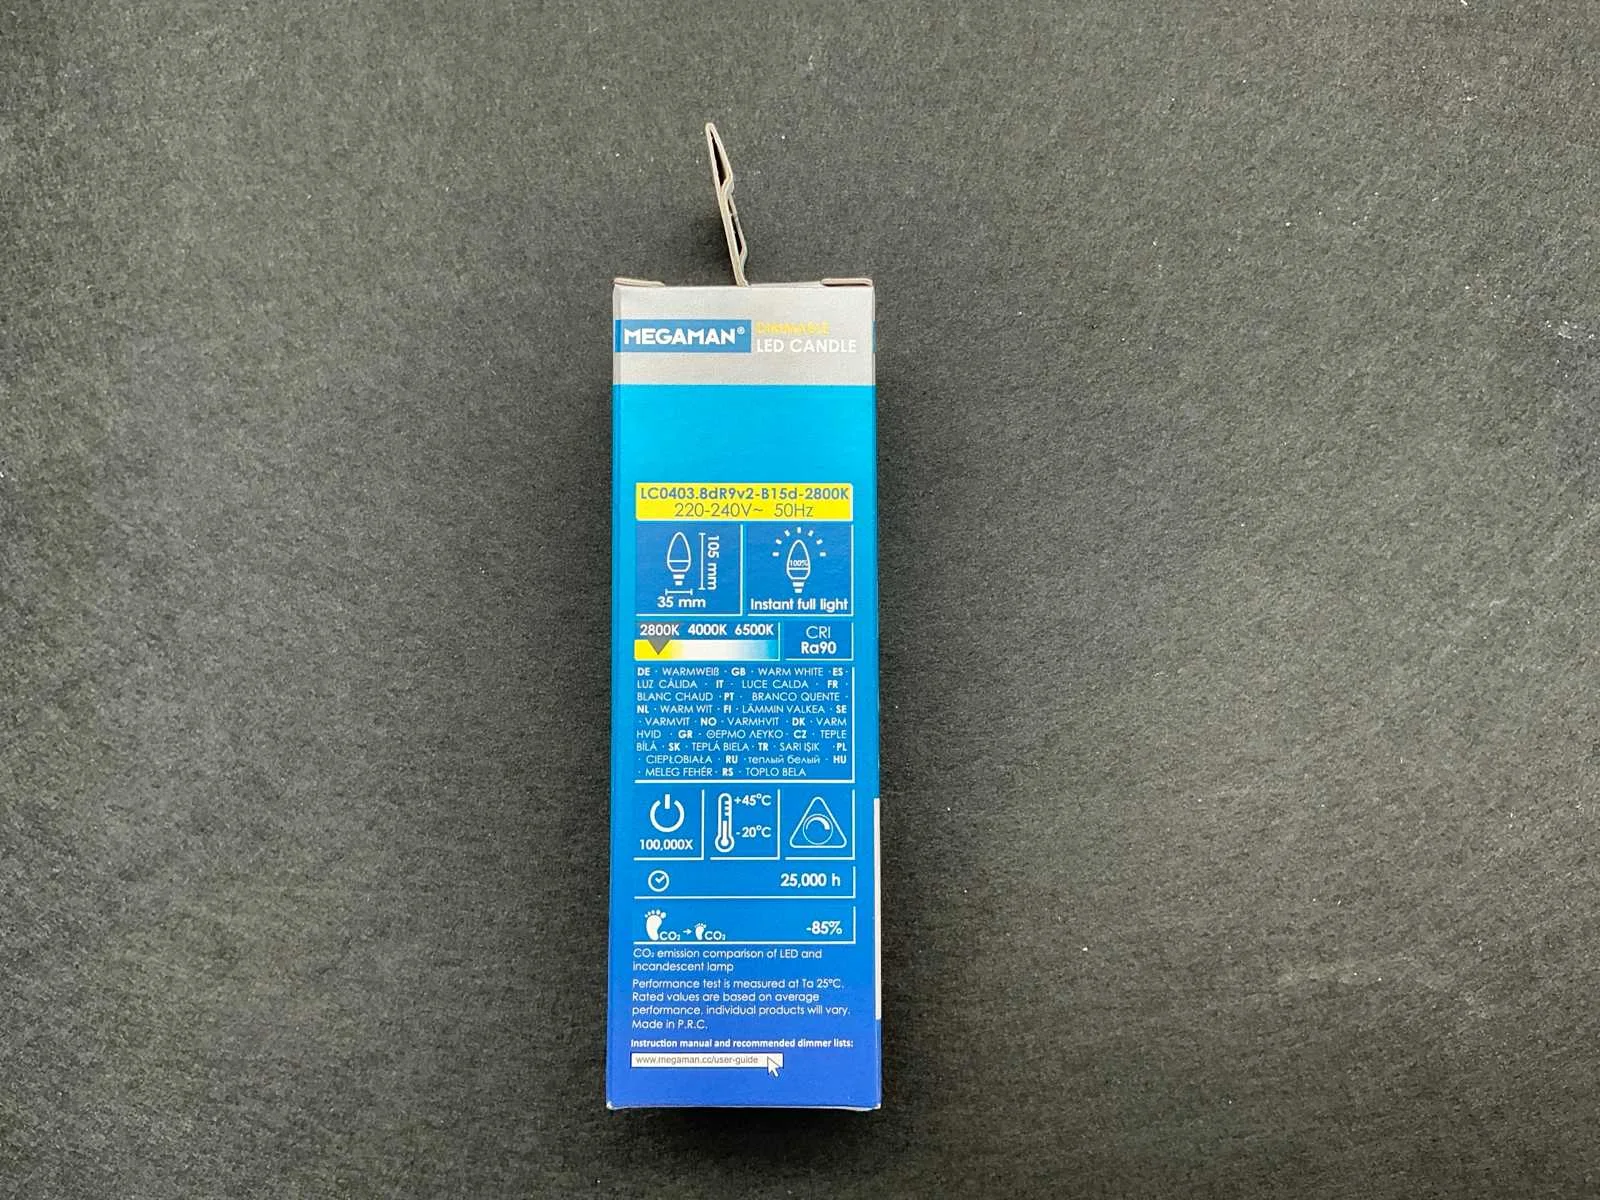 MEGAMAN®
DIMMABLE
LED CANDLE
LC0403.8dR9v2-B15d-2800K
220-240V~ 50Hz
105 mm
35 mm
100%
Instant full light
2800K 4000K 6500K
CRI
Ra90
DE · WARMWEIß · GB · WARM WHITE · ES ·
LUZ CÁLIDA · IT · LUCE CALDA · FR ·
BLANC CHAUD · PT · BRANCO QUENTE ·
NL · WARM WIT · FI · LÄMMIN VALKEA · SE
· VARMVIT · NO · VARMHVIT · DK · VARM
HVID · GR · ΘΕΡΜΟ ΛΕΥΚΟ · CZ · TEPLE
BÍLÁ · SK · TEPLÁ BIELA · TR · SARI IŞIK · PL
· CIEPŁOBIAŁA · RU · теплый белый · HU
· MELEG FEHÉR · RS · TOPLO BELA
100,000X
+45°C
-20°C
25,000 h
CO₂ → CO₂ -85%
CO₂ emission comparison of LED and
incandescent lamp
Performance test is measured at Ta 25°C.
Rated values are based on average
performance, individual products will vary.
Made in P.R.C.
Instruction manual and recommended dimmer lists:
www.megaman.cc/user-guide